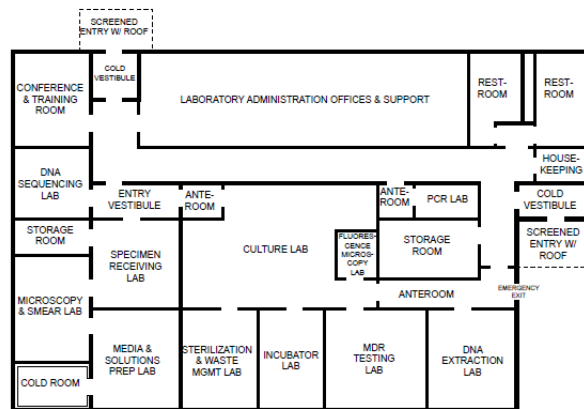 SCREENED
ENTRY W/ ROOF
COLD
VESTIBULE
CONFERENCE
& TRAINING
ROOM
LABORATORY ADMINISTRATION OFFICES & SUPPORT
REST-
ROOM
REST-
ROOM
DNA
SEQUENCING
LAB
HOUSE-
KEEPING
ENTRY
VESTIBULE
ANTE-
ROOM
ANTE-
ROOM
PCR LAB
COLD
VESTIBULE
STORAGE
ROOM
SPECIMEN
RECEIVING
LAB
CULTURE LAB
FLUORES-
CENCE
MICROS-
COPY
LAB
STORAGE
ROOM
SCREENED
ENTRY W/
ROOF
MICROSCOPY
& SMEAR LAB
ANTEROOM
EMERGENCY
EXIT
MEDIA &
SOLUTIONS
PREP LAB
STERILIZATION
& WASTE
MGMT LAB
INCUBATOR
LAB
MDR
TESTING
LAB
DNA
EXTRACTION
LAB
COLD ROOM